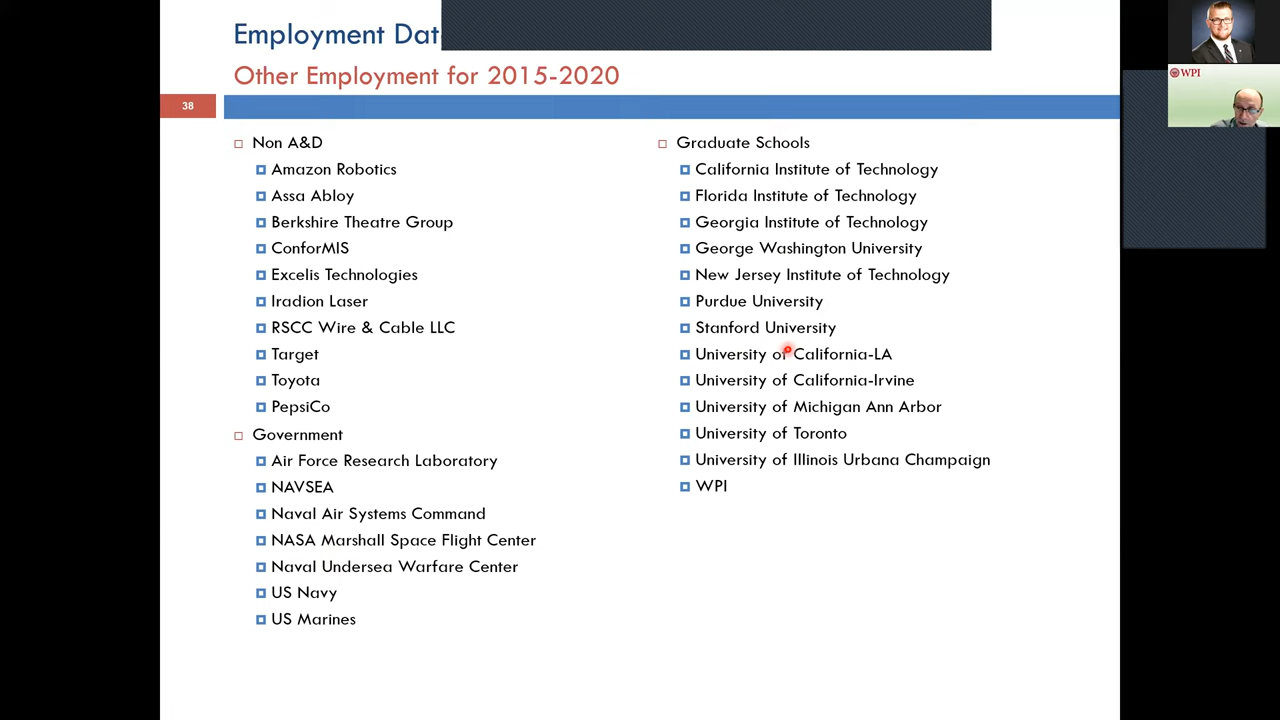 Employment Dat
Other Employment for 2015-2020
38
Non A&D
Amazon Robotics
Assa Abloy
Berkshire Theatre Group
ConforMIS
Excelis Technologies
Iradion Laser
RSCC Wire & Cable LLC
Target
Toyota
PepsiCo
Government
Air Force Research Laboratory
NAVSEA
Naval Air Systems Command
NASA Marshall Space Flight Center
Naval Undersea Warfare Center
US Navy
US Marines
Graduate Schools
California Institute of Technology
Florida Institute of Technology
Georgia Institute of Technology
George Washington University
New Jersey Institute of Technology
Purdue University
Stanford University
University of California-LA
University of California-Irvine
University of Michigan Ann Arbor
University of Toronto
University of Illinois Urbana Champaign
WPI
WPI